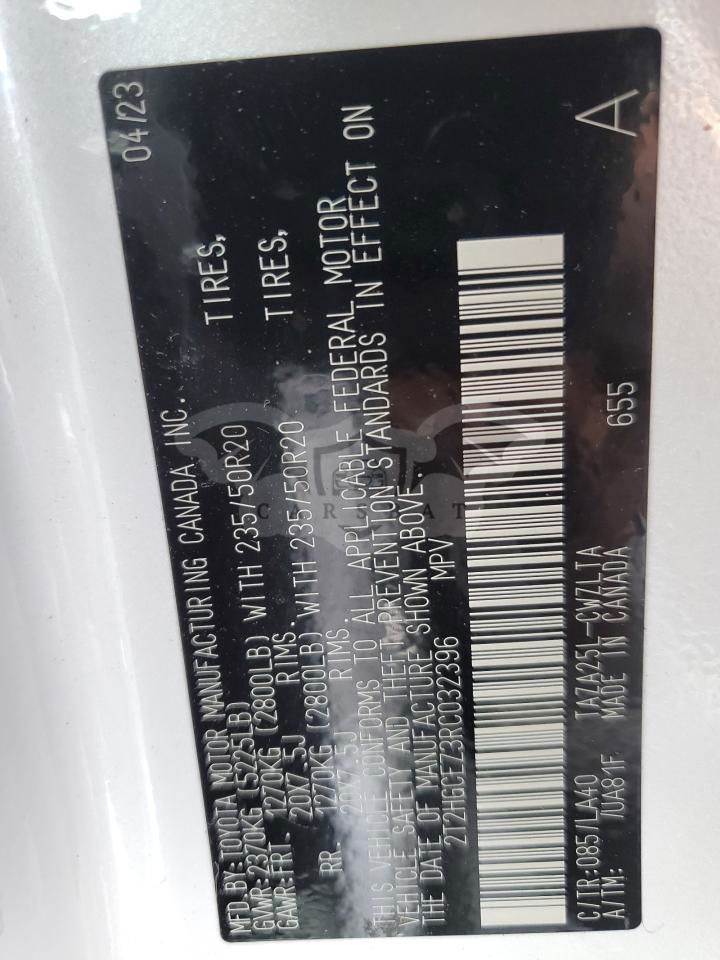 MFD.BY: TOYOTA MOTOR MANUFACTURING CANADA INC. 04/23
GVWR: 2370KG (5225LB)
GAWR: FRT. 1270KG (2800LB) WITH 235/50R20 TIRES,
20X7.5J RIMS.
RR. 1270KG (2800LB) WITH 235/50R20 TIRES,
20X7.5J RIMS.
THIS VEHICLE CONFORMS TO ALL APPLICABLE FEDERAL MOTOR
VEHICLE SAFETY AND THEFT PREVENTION STANDARDS IN EFFECT ON
THE DATE OF MANUFACTURE SHOWN ABOVE.
2T2HGCEZ3RC032396 MPV
C/TR: 085/LA40 TAZA25L-CWZLTA 655 A
A/TM: /UA81F MADE IN CANADA
CARSBAT